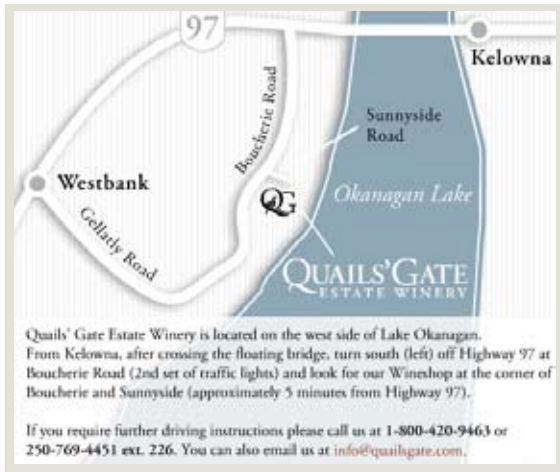 97
Kelowna
Boucherie Road
Sunnyside
Road
Westbank
QG
Okanagan Lake
Gellatly Road
QUAILS' GATE
ESTATE WINERY
Quails' Gate Estate Winery is located on the west side of Lake Okanagan.
From Kelowna, after crossing the floating bridge, turn south (left) off Highway 97 at
Boucherie Road (2nd set of traffic lights) and look for our Wineshop at the corner of
Boucherie and Sunnyside (approximately 5 minutes from Highway 97).
If you require further driving instructions please call us at 1-800-420-9463 or
250-769-4451 ext. 226. You can also email us at info@quailsgate.com.